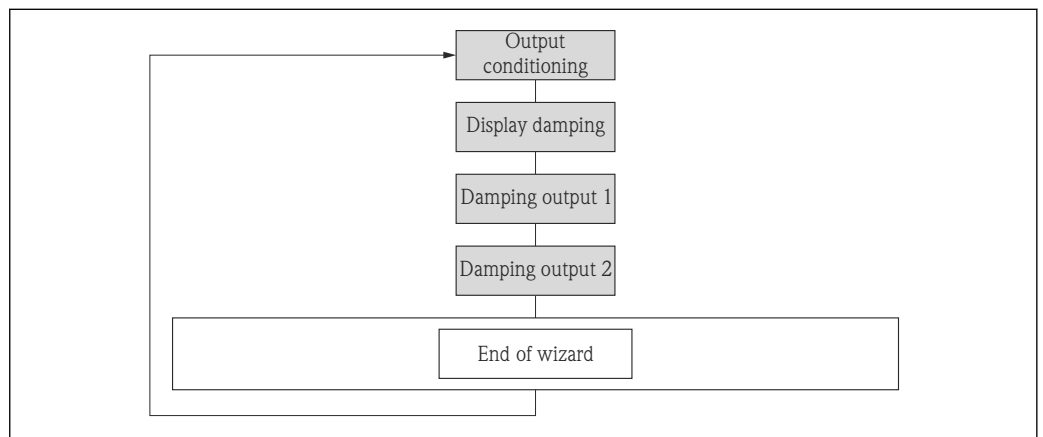 Output
conditioning
Display damping
Damping output 1
Damping output 2
End of wizard